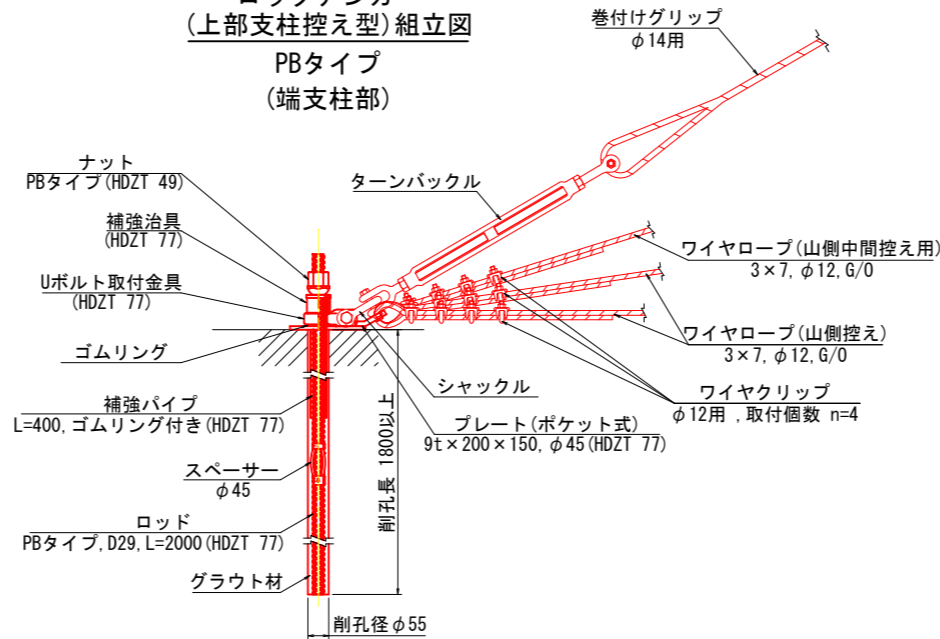 (上部支柱控え型)組立図
PBタイプ
(端支柱部)
巻付けグリップ
φ14用
ナット
PBタイプ(HDZT 49)
ターンバックル
補強治具
(HDZT 77)
ワイヤロープ(山側中間控え用)
3×7, φ12, G/O
Uボルト取付金具
(HDZT 77)
ワイヤロープ(山側控え)
3×7, φ12, G/O
ゴムリング
シャックル
ワイヤクリップ
φ12用 , 取付個数 n=4
補強パイプ
L=400, ゴムリング付き(HDZT 77)
プレート(ポケット式)
9t×200×150, φ45(HDZT 77)
スペーサー
φ45
削孔長 1800以上
ロッド
PBタイプ, D29, L=2000(HDZT 77)
グラウト材
削孔径φ55